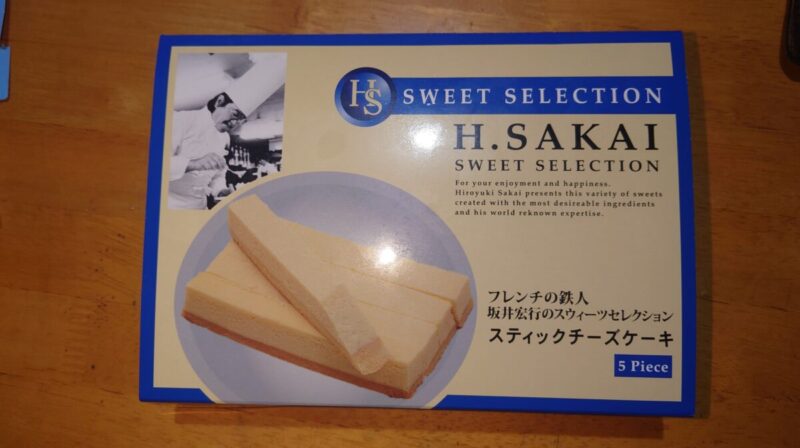 HS SWEET SELECTION
H.SAKAI
SWEET SELECTION
For your enjoyment and happiness.
Hiroyuki Sakai presents this variety of sweets
created with the most desireable ingredients
and his world reknown expertise.
フレンチの鉄人
坂井宏行のスウィーツセレクション
スティックチーズケーキ
5 Piece